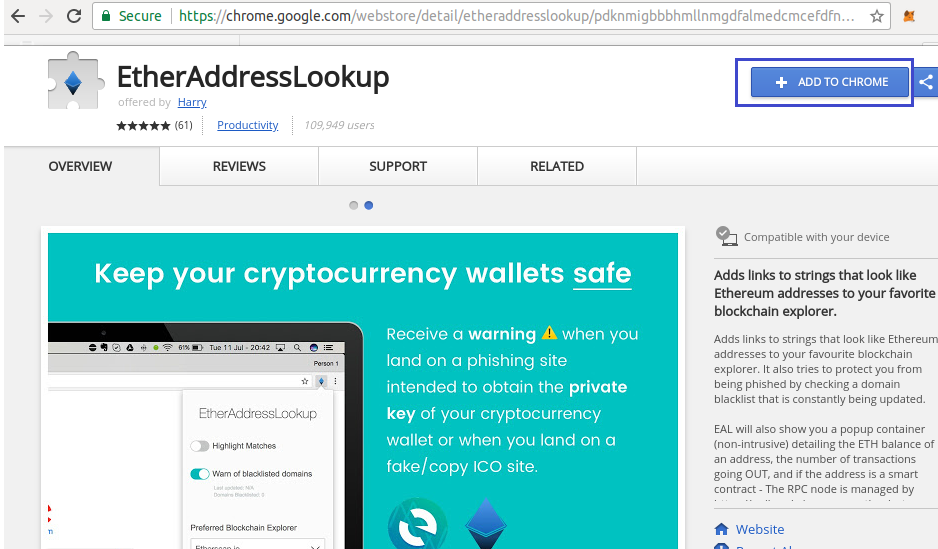 Secure https://chrome.google.com/webstore/detail/etheraddresslookup/pdknmigbbbhmllnmgdfalmedcmcefdfn...
EtherAddressLookup
offered by Harry
(61) Productivity 109,949 users
+ ADD TO CHROME
OVERVIEW REVIEWS SUPPORT RELATED
Compatible with your device
Keep your cryptocurrency wallets safe
Receive a warning ⚠ when you
land on a phishing site
intended to obtain the private
key of your cryptocurrency
wallet or when you land on a
fake/copy ICO site.
61% Tue 11 Jul - 20:42
Person 1
EtherAddressLookup
Highlight Matches
Warn of blacklisted domains
Last updated: N/A
Domains Blacklisted: 0
Preferred Blockchain Explorer
Etherscan.io
Adds links to strings that look like
Ethereum addresses to your favorite
blockchain explorer.
Adds links to strings that look like Ethereum
addresses to your favourite blockchain
explorer. It also tries to protect you from
being phished by checking a domain
blacklist that is constantly being updated.
EAL will also show you a popup container
(non-intrusive) detailing the ETH balance of
an address, the number of transactions
going OUT, and if the address is a smart
contract - The RPC node is managed by
Website